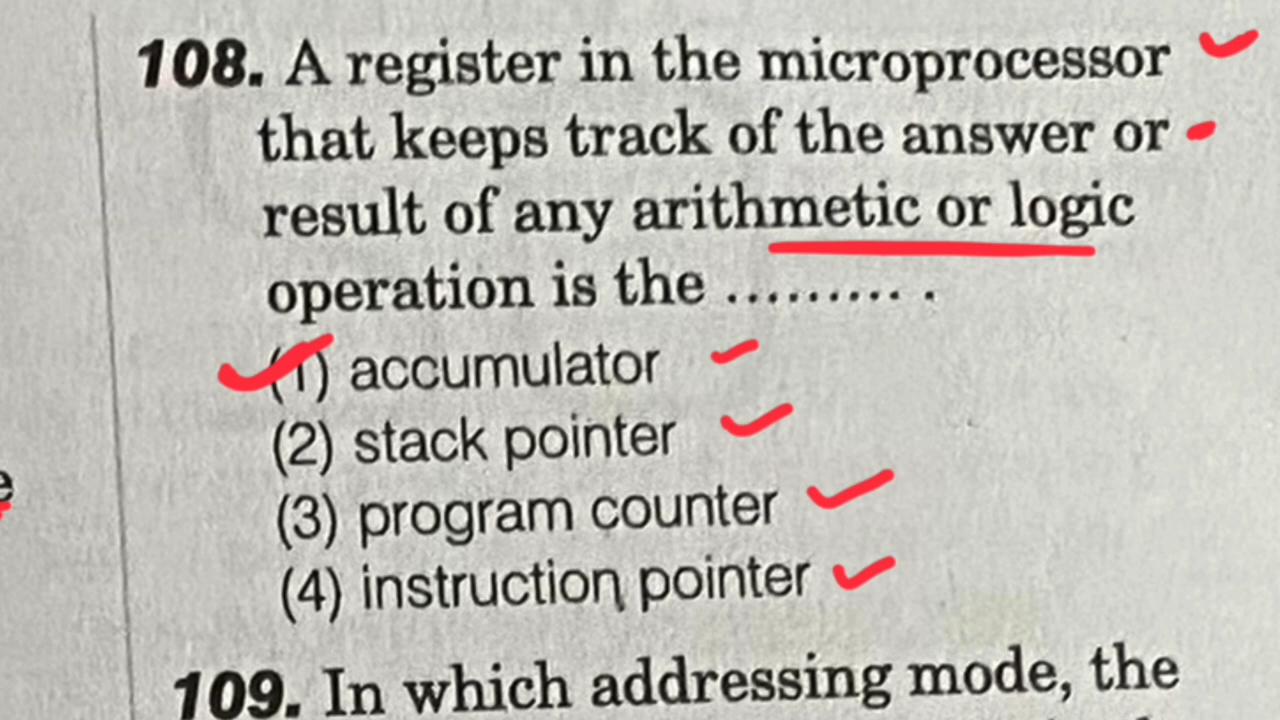 108. A register in the microprocessor
that keeps track of the answer or
result of any arithmetic or logic
operation is the .......... .
(1) accumulator
(2) stack pointer
(3) program counter
(4) instruction pointer
109. In which addressing mode, the